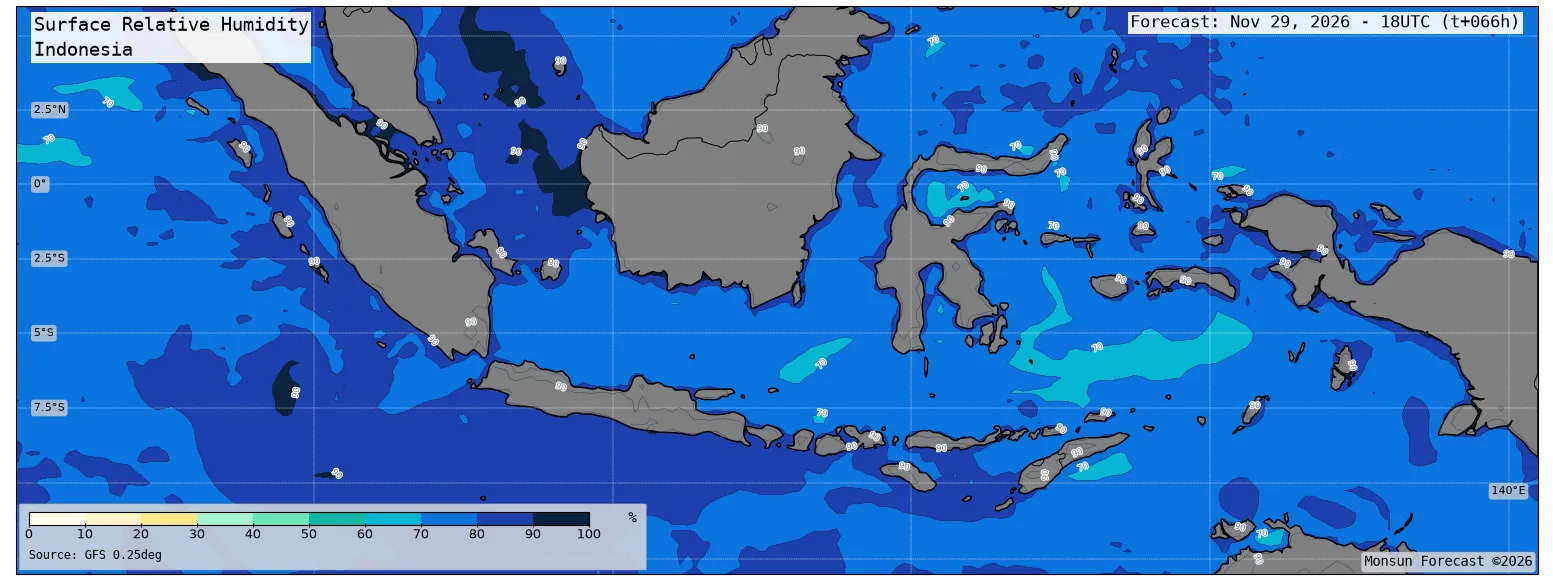 Surface Relative Humidity
Indonesia
Forecast: Nov 29, 2026 - 18UTC (t+066h)
2.5°N
0°
2.5°S
5°S
7.5°S
140°E
%
0 10 20 30 40 50 60 70 80 90 100
Source: GFS 0.25deg
Monsun Forecast ©2026